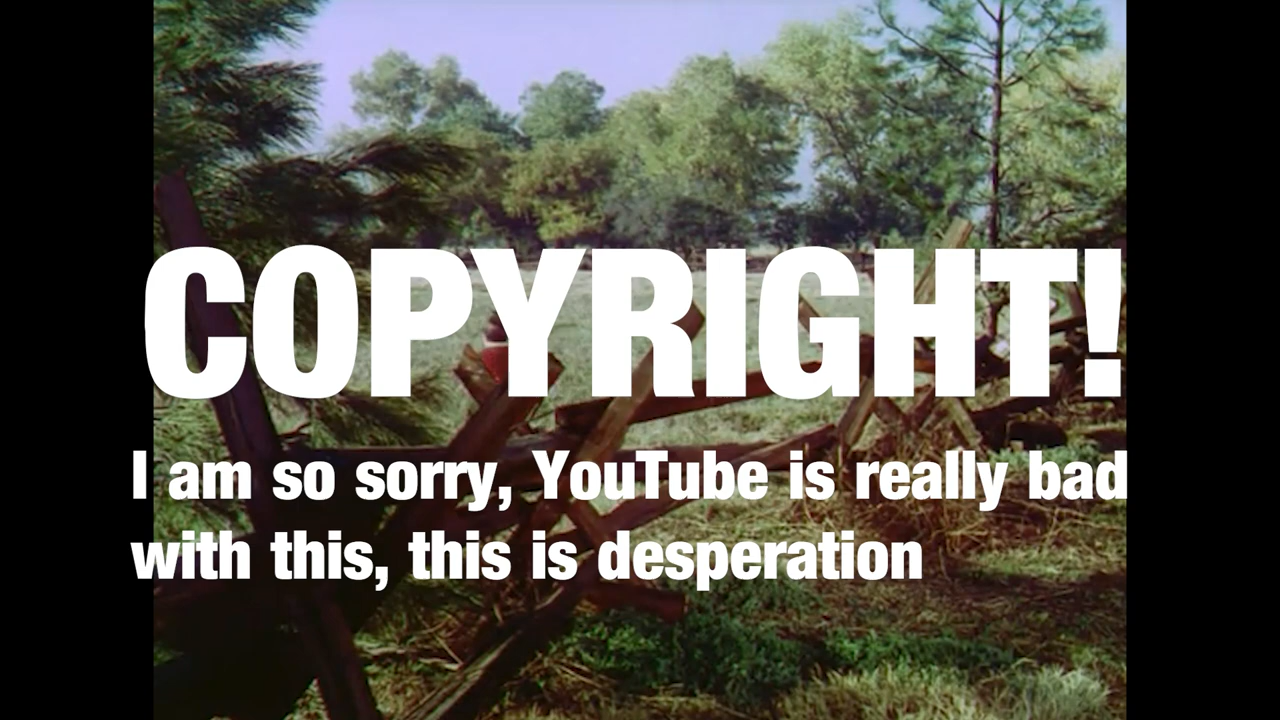 COPYRIGHT!
I am so sorry, YouTube is really bad
with this, this is desperation